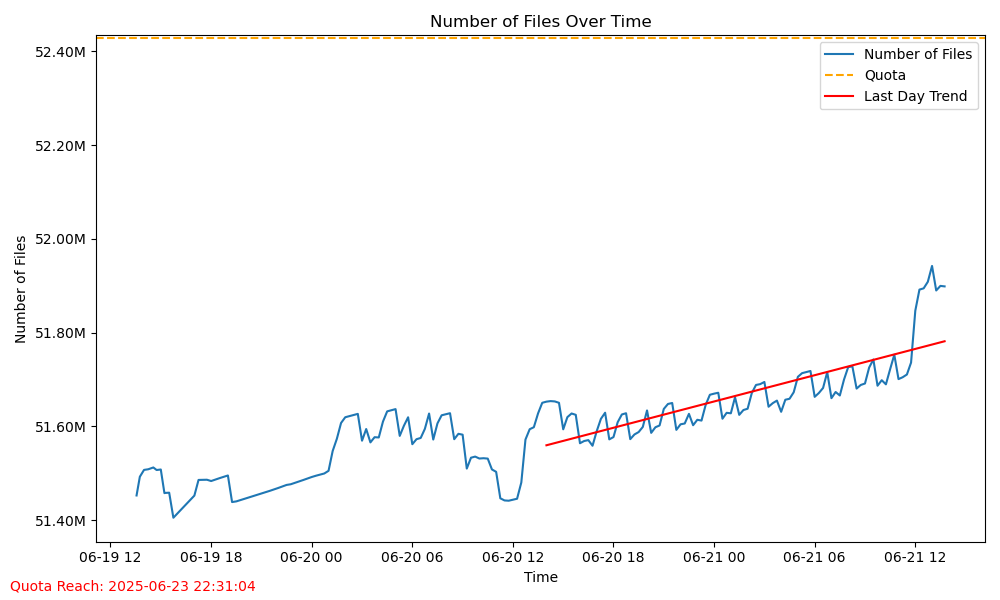 Number of Files Over Time
52.40M
52.20M
52.00M
51.80M
51.60M
51.40M
Number of Files
Number of Files
Quota
Last Day Trend
06-19 12
06-19 18
06-20 00
06-20 06
06-20 12
06-20 18
06-21 00
06-21 06
06-21 12
Time
Quota Reach: 2025-06-23 22:31:04